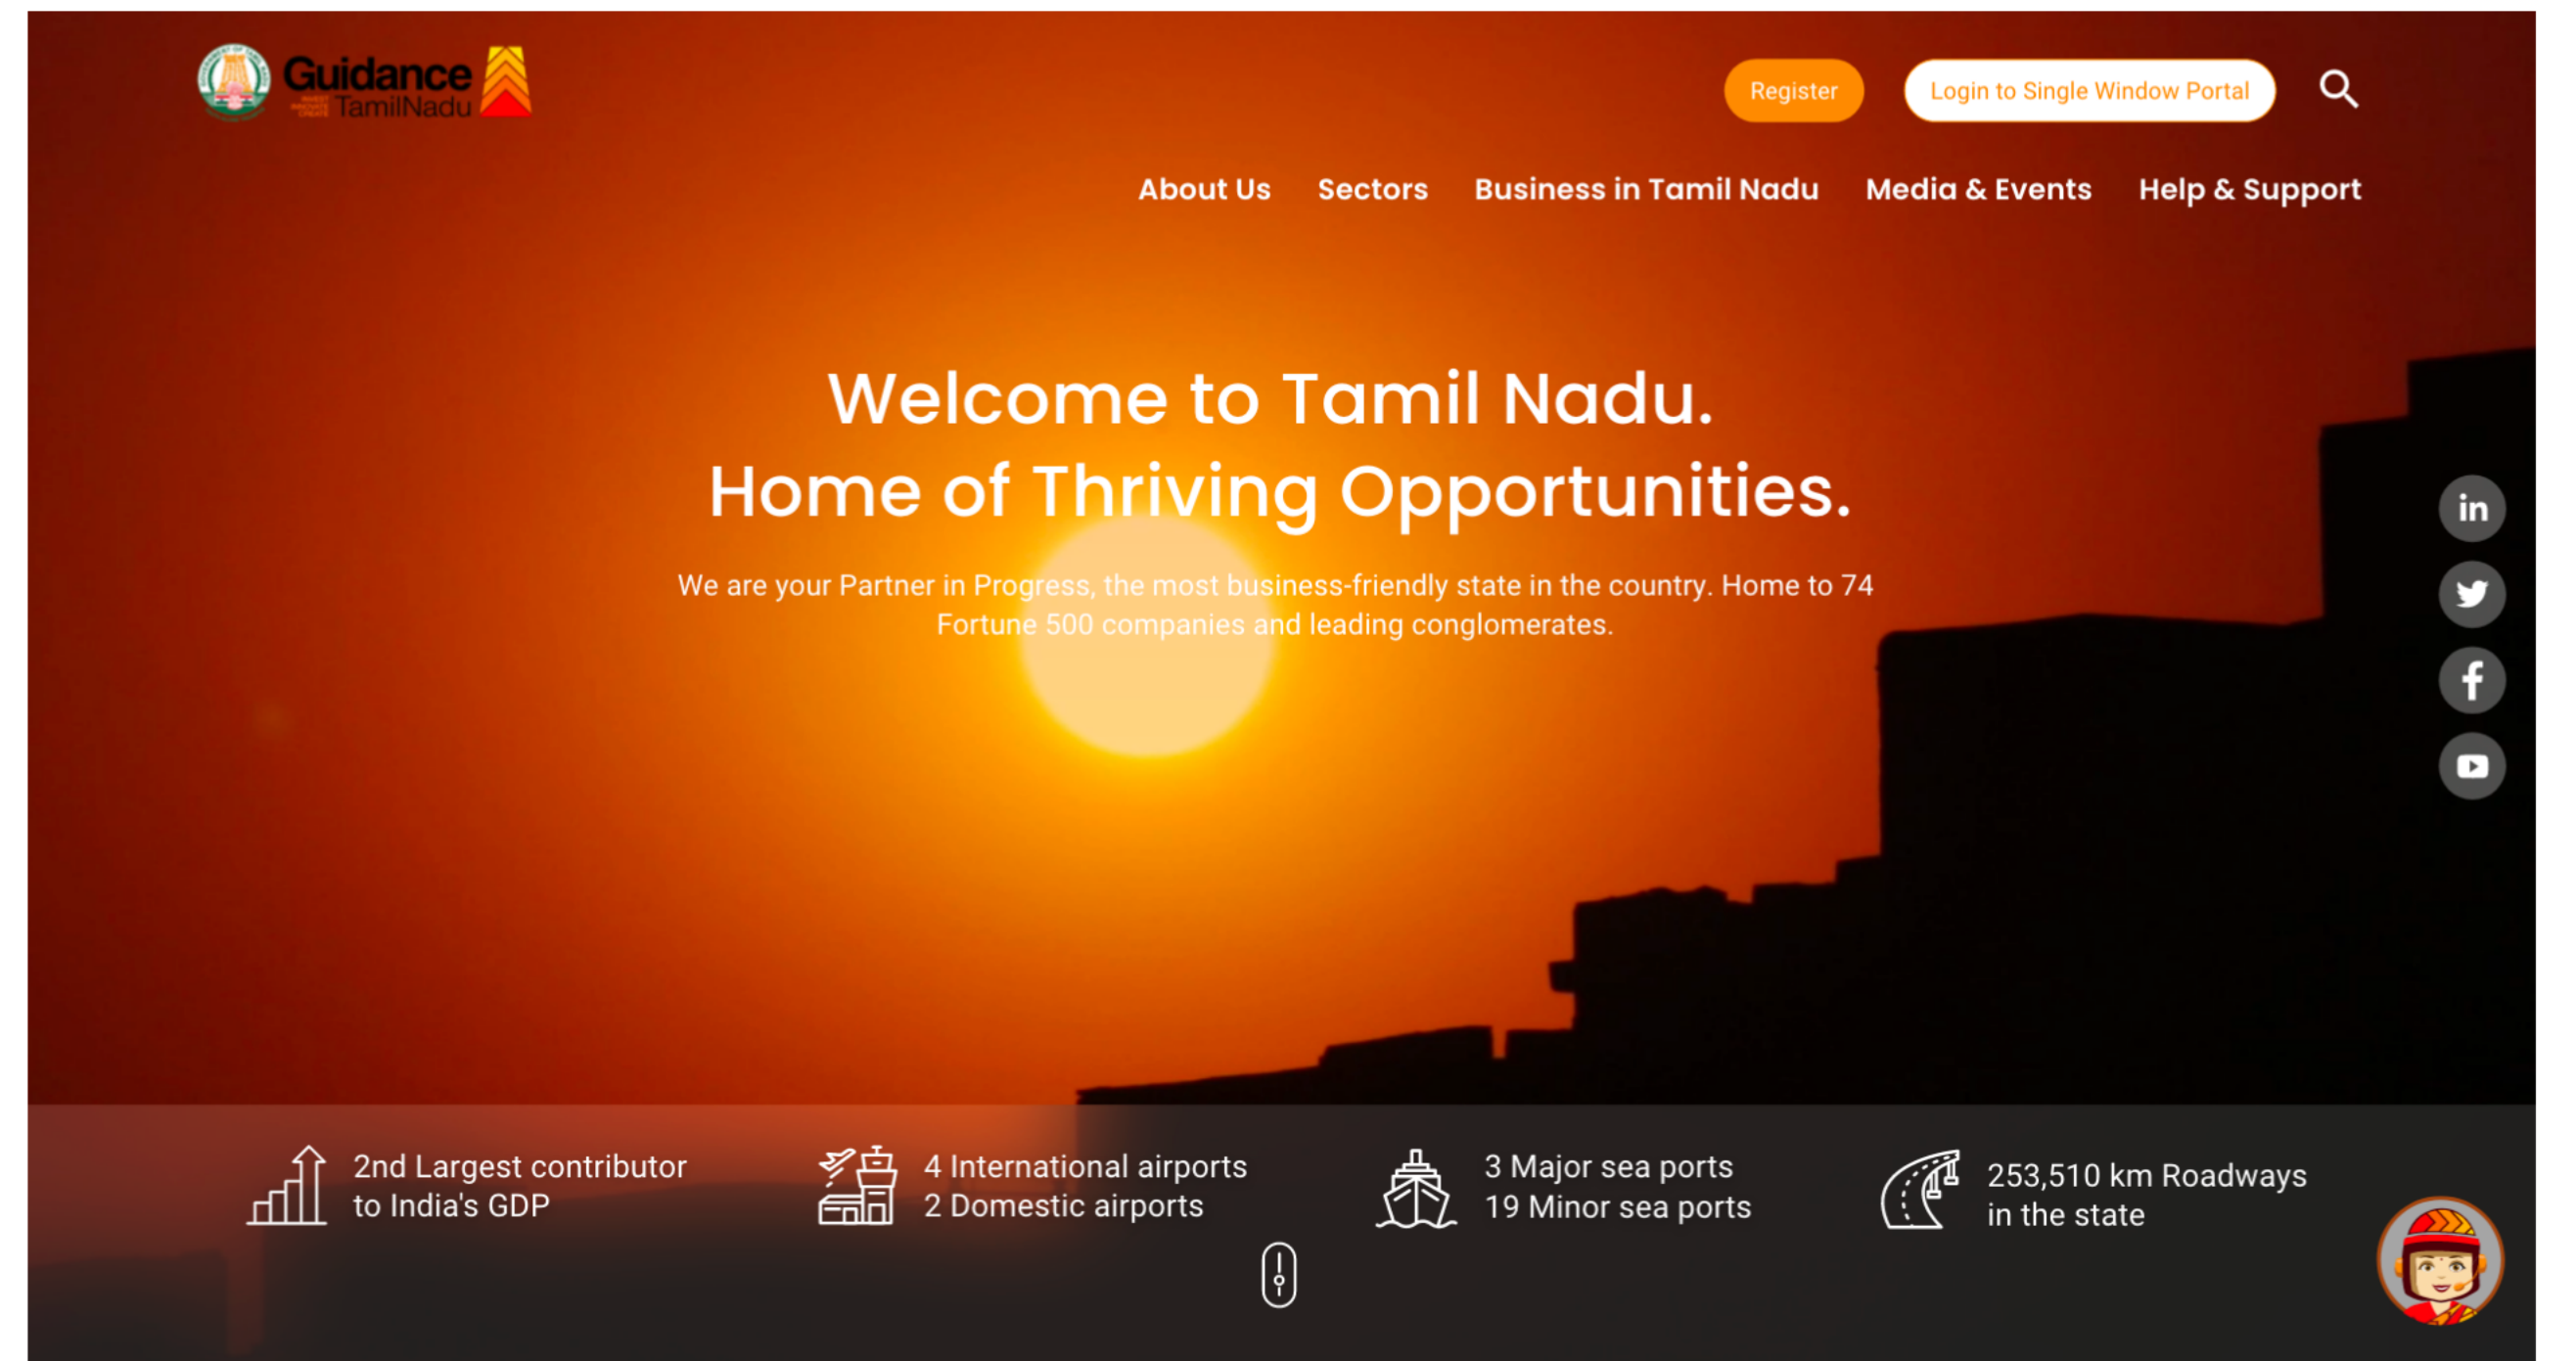 Guidance
TamilNadu
INVEST
INNOVATE
CREATE
Register
Login to Single Window Portal
About Us
Sectors
Business in Tamil Nadu
Media & Events
Help & Support
Welcome to Tamil Nadu.
Home of Thriving Opportunities.
We are your Partner in Progress, the most business-friendly state in the country. Home to 74
Fortune 500 companies and leading conglomerates.
in
f
2nd Largest contributor
to India's GDP
4 International airports
2 Domestic airports
3 Major sea ports
19 Minor sea ports
253,510 km Roadways
in the state